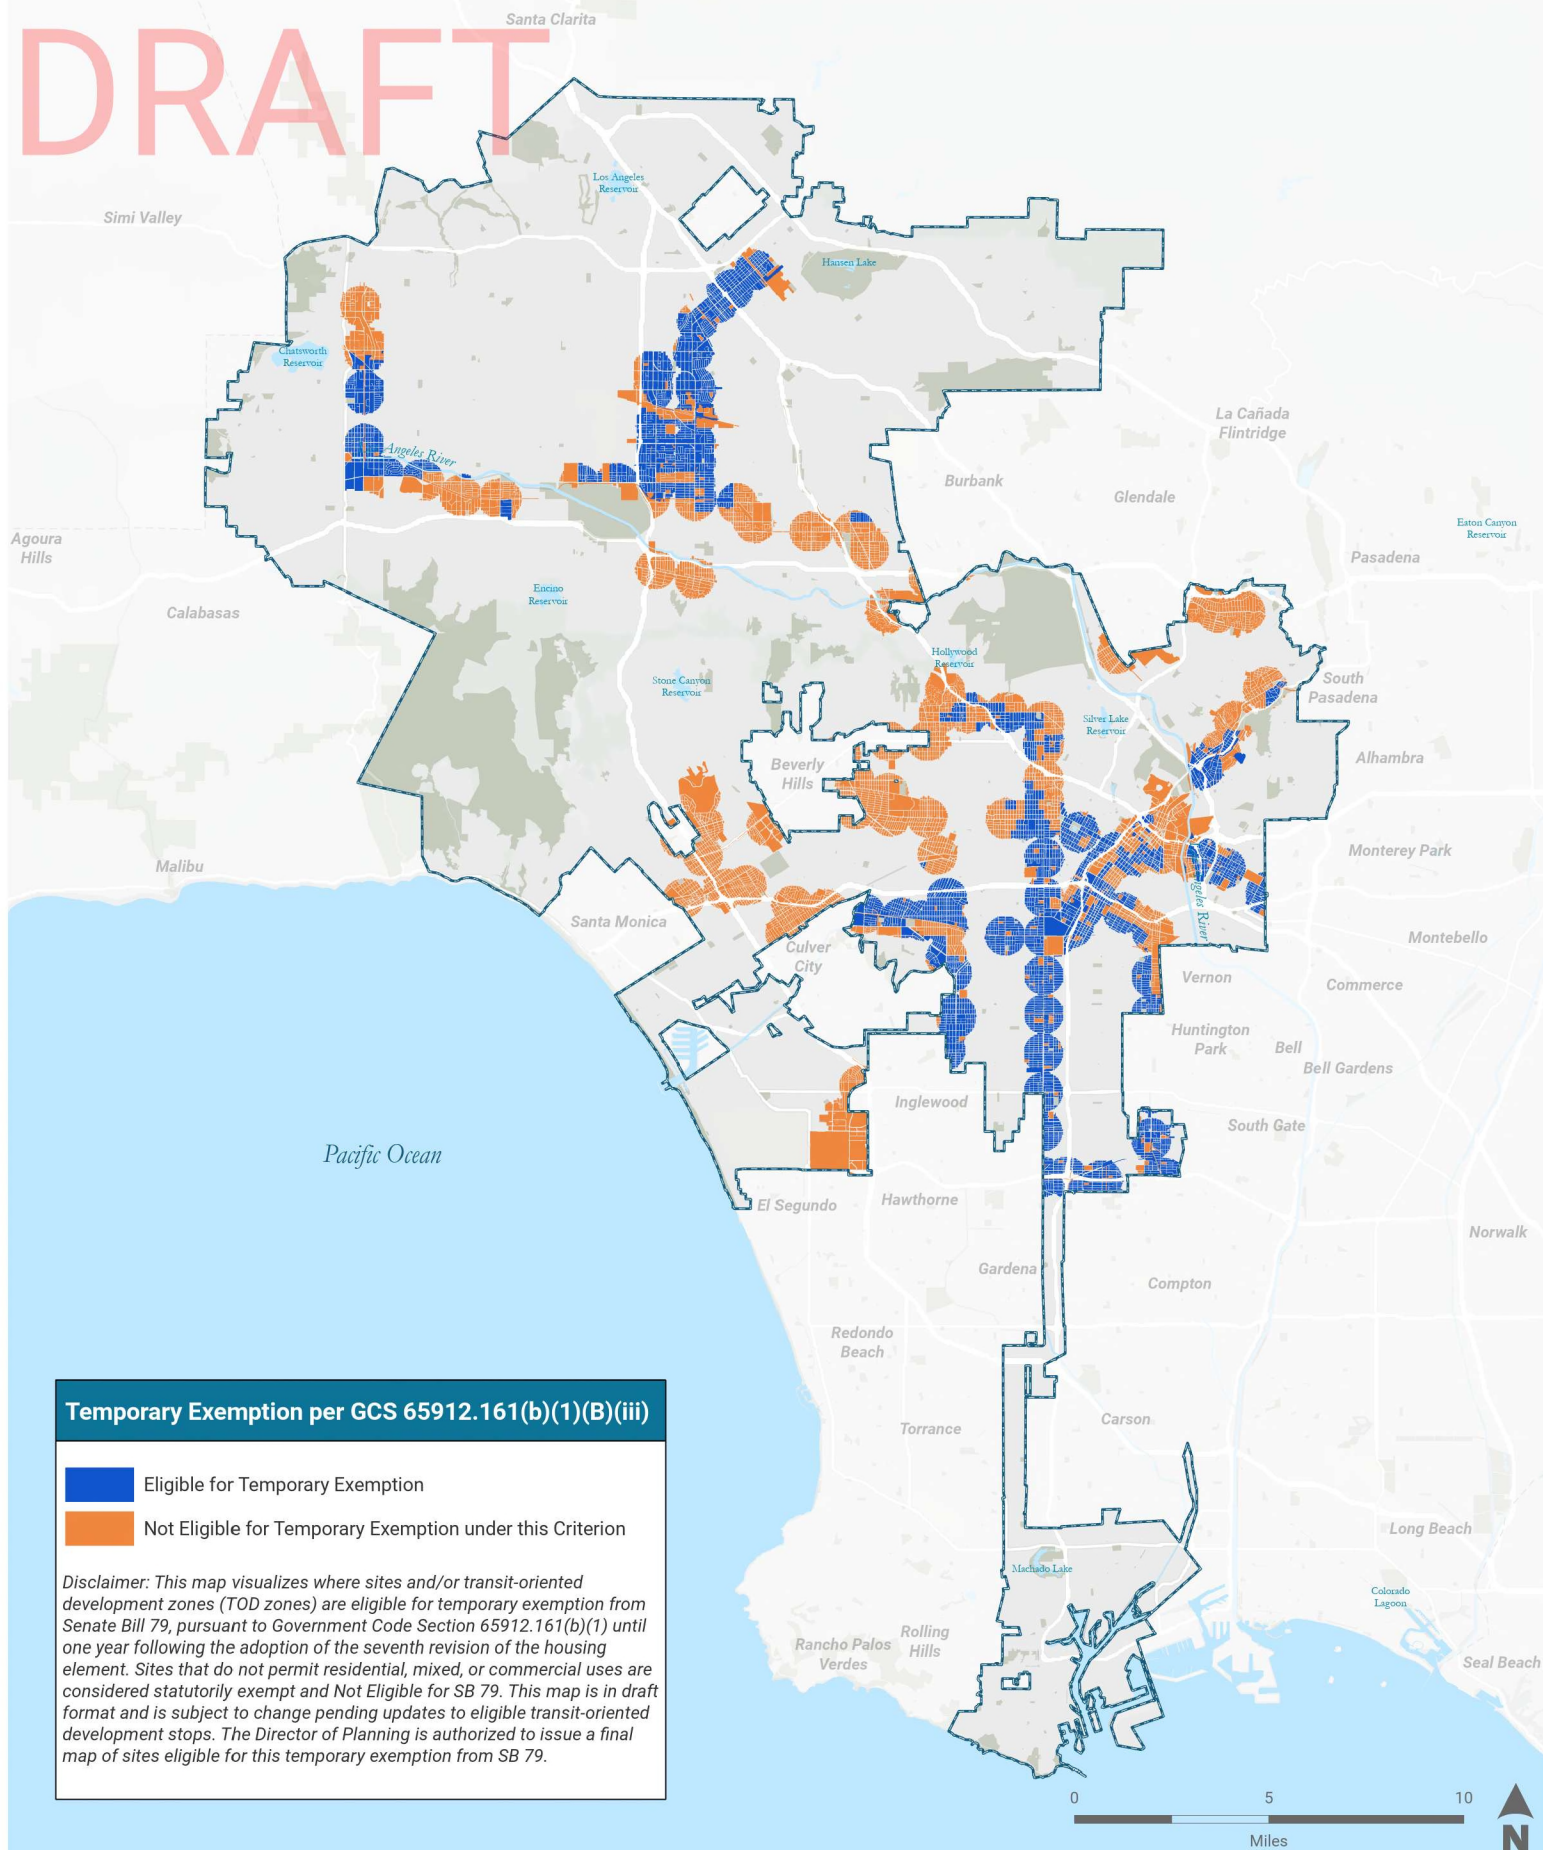 DRAFT
Santa Clarita
Los Angeles
Reservoir
Simi Valley
Hansen Lake
Chatsworth
Reservoir
La Cañada
Flintridge
Angeles River
Burbank
Glendale
Eaton Canyon
Reservoir
Agoura
Hills
Pasadena
Encino
Reservoir
Calabasas
Hollywood
Reservoir
Stone Canyon
Reservoir
South
Pasadena
Silver Lake
Reservoir
Beverly
Hills
Alhambra
Malibu
Monterey Park
Angeles River
Santa Monica
Culver
City
Montebello
Vernon
Commerce
Huntington
Park
Bell
Bell Gardens
Inglewood
South Gate
Pacific Ocean
El Segundo
Hawthorne
Norwalk
Gardena
Compton
Redondo
Beach
Torrance
Carson
Long Beach
Machado Lake
Colorado
Lagoon
Rancho Palos
Verdes
Rolling
Hills
Seal Beach
Temporary Exemption per GCS 65912.161(b)(1)(B)(iii)
Eligible for Temporary Exemption
Not Eligible for Temporary Exemption under this Criterion
Disclaimer: This map visualizes where sites and/or transit-oriented
development zones (TOD zones) are eligible for temporary exemption from
Senate Bill 79, pursuant to Government Code Section 65912.161(b)(1) until
one year following the adoption of the seventh revision of the housing
element. Sites that do not permit residential, mixed, or commercial uses are
considered statutorily exempt and Not Eligible for SB 79. This map is in draft
format and is subject to change pending updates to eligible transit-oriented
development stops. The Director of Planning is authorized to issue a final
map of sites eligible for this temporary exemption from SB 79.
0 5 10
Miles
N